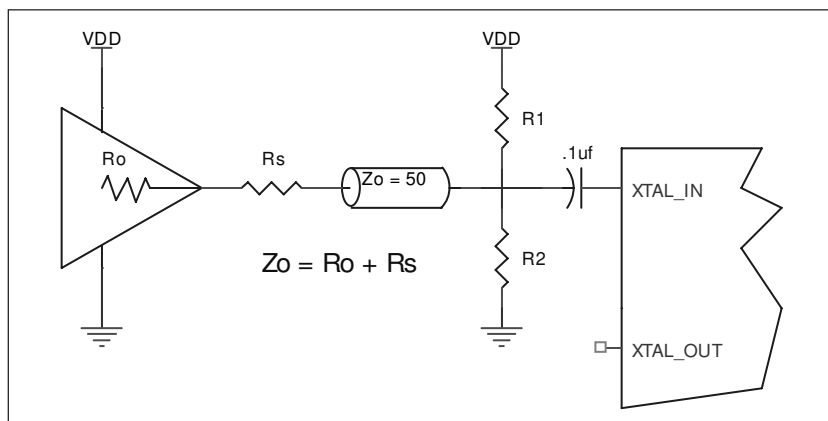 VDD
VDD
R1
.1uf
Ro
Rs
Zo = 50
XTAL_IN
R2
Zo = Ro + Rs
XTAL_OUT